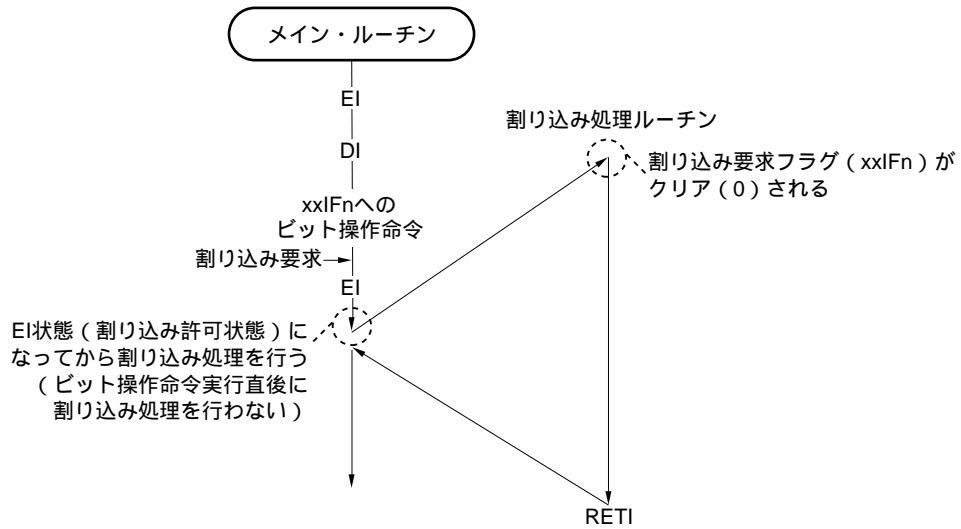 メイン・ルーチン
EI
DI
xxIFnへの
ビット操作命令
割り込み要求
EI
EI状態（割り込み許可状態）に
なってから割り込み処理を行う
（ビット操作命令実行直後に
割り込み処理を行わない）
割り込み処理ルーチン
割り込み要求フラグ（xxIFn）が
クリア（0）される
RETI